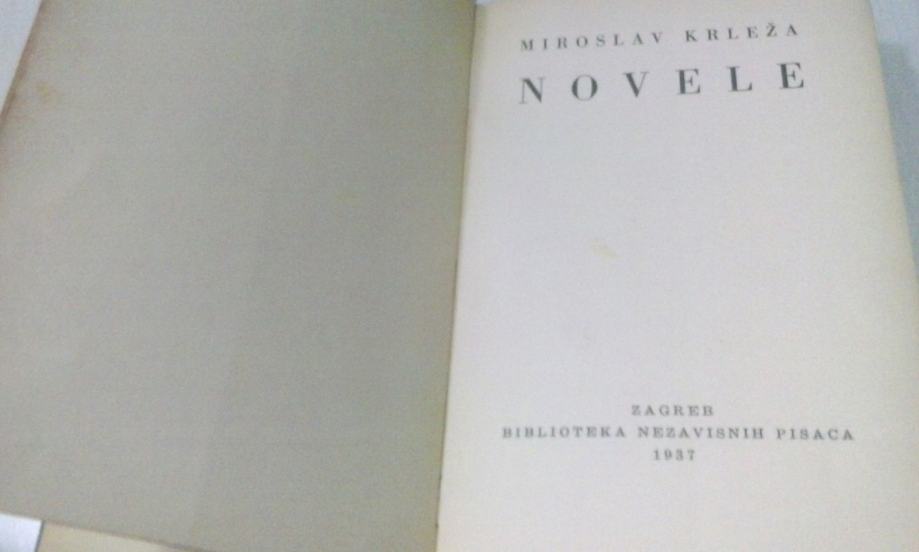 MIROSLAV KRLEŽA
NOVELE
ZAGREB
BIBLIOTEKA NEZAVISNIH PISACA
1937